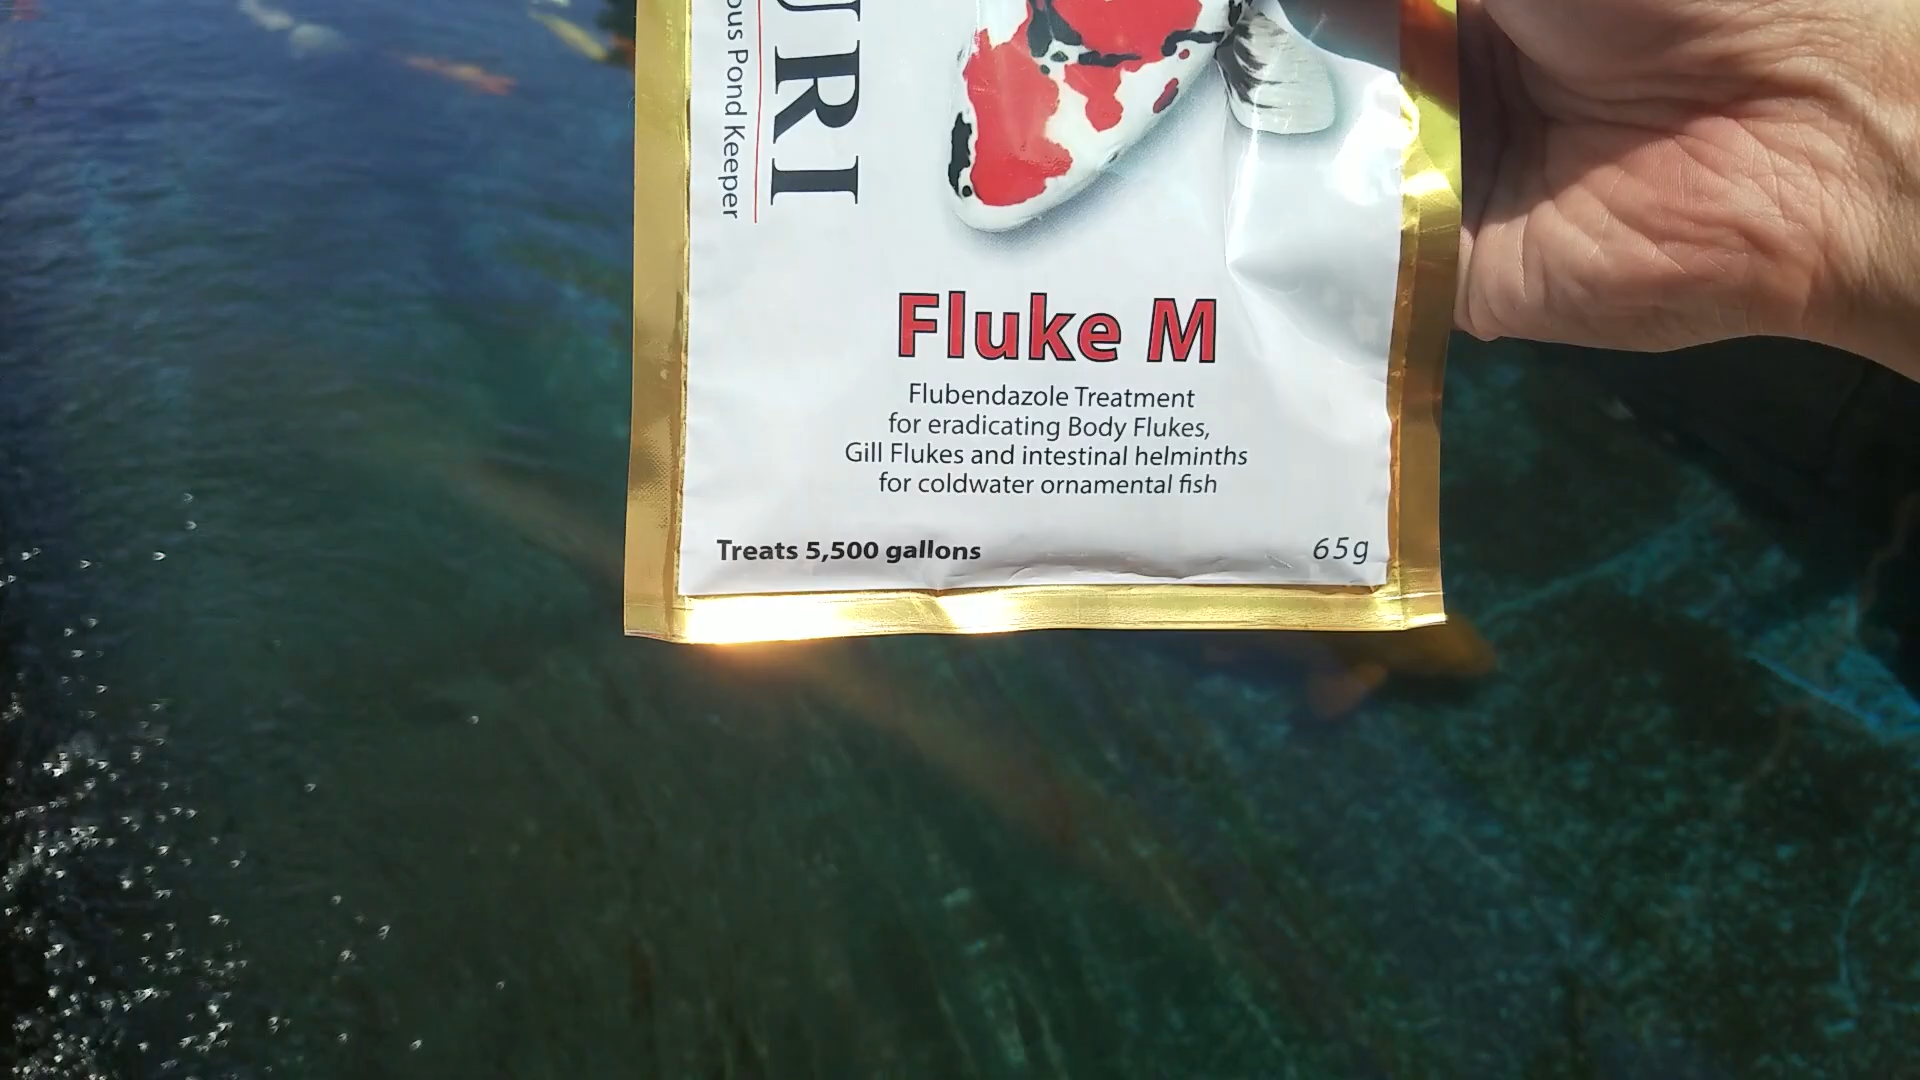 URI
Pond Keeper
Fluke M
Flubendazole Treatment
for eradicating Body Flukes,
Gill Flukes and intestinal helminths
for coldwater ornamental fish
Treats 5,500 gallons
65g